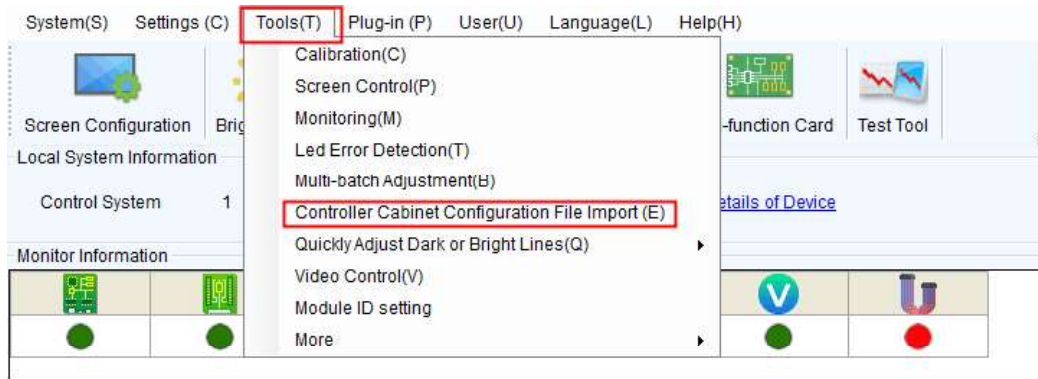 System(S) Settings (C) Tools(T) Plug-in (P) User(U) Language(L) Help(H)
Calibration(C)
Screen Control(P)
Monitoring(M)
Led Error Detection(T)
Multi-batch Adjustment(B)
Controller Cabinet Configuration File Import (E)
Quickly Adjust Dark or Bright Lines(Q)
Video Control(V)
Module ID setting
More
Screen Configuration Brig -function Card Test Tool
Local System Information
Control System 1 etails of Device
Monitor Information
V